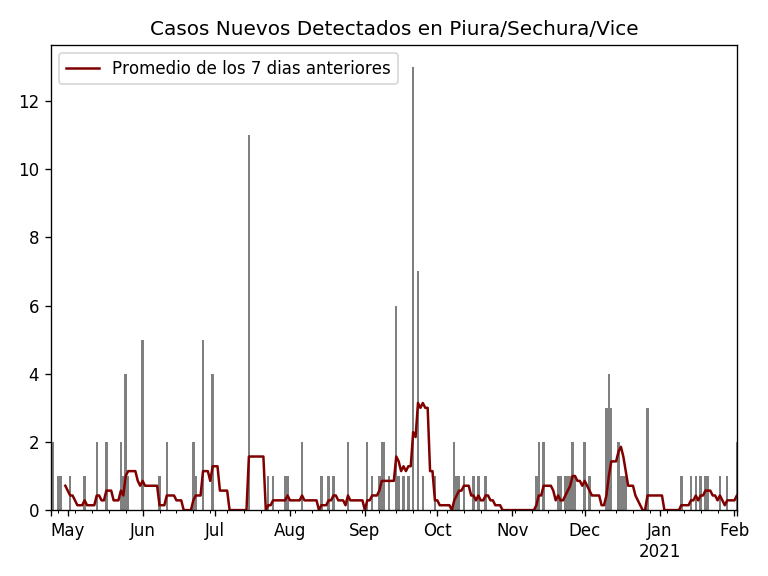 Casos Nuevos Detectados en Piura/Sechura/Vice
Promedio de los 7 dias anteriores
12
10
8
6
4
2
0
May Jun Jul Aug Sep Oct Nov Dec Jan Feb
2021